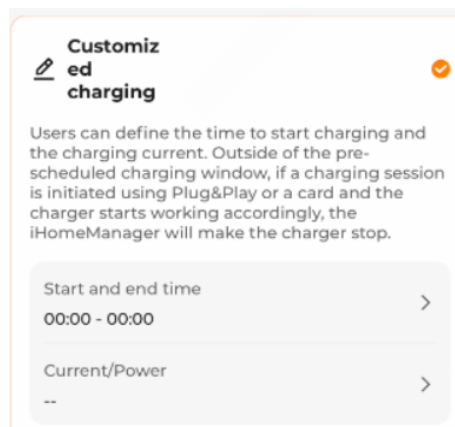 Customiz
ed
charging
Users can define the time to start charging and
the charging current. Outside of the pre-
scheduled charging window, if a charging session
is initiated using Plug&Play or a card and the
charger starts working accordingly, the
iHomeManager will make the charger stop.
Start and end time
00:00 - 00:00
Current/Power
--